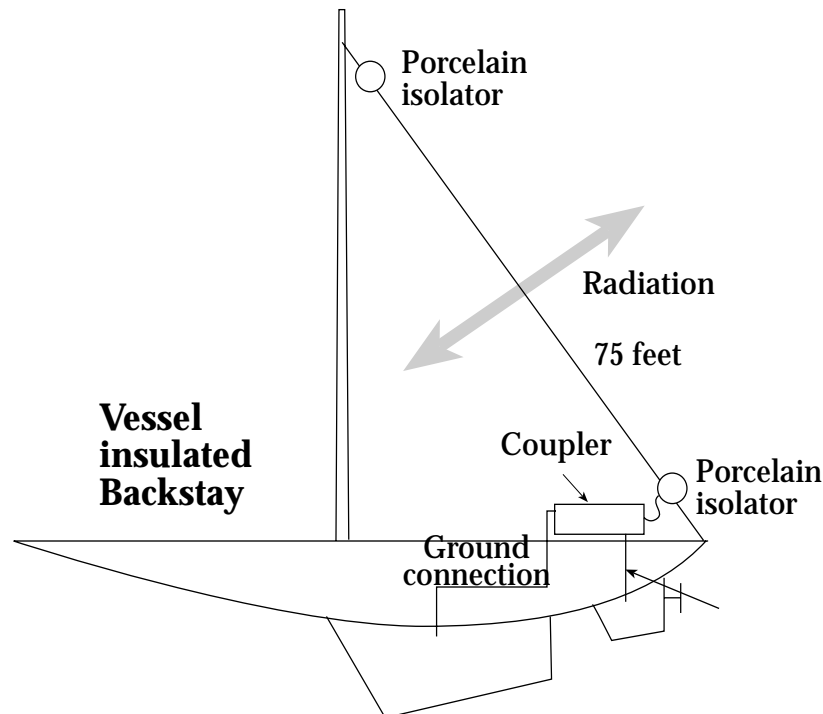 Porcelain
isolator
Radiation
75 feet
Vessel
insulated
Backstay
Coupler
Porcelain
isolator
Ground
connection